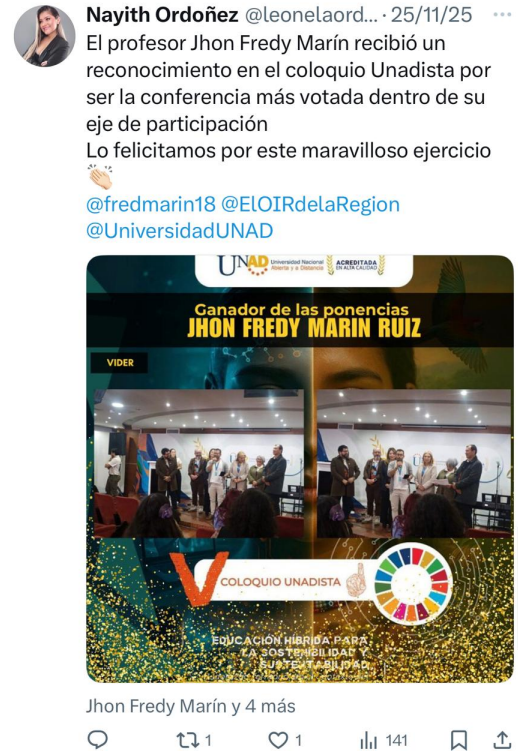 Nayith Ordoñez @leonelaord... · 25/11/25
El profesor Jhon Fredy Marín recibió un
reconocimiento en el coloquio Unadista por
ser la conferencia más votada dentro de su
eje de participación
Lo felicitamos por este maravilloso ejercicio
@fredmarin18 @ElOIRdelaRegion
@UniversidadUNAD
UNAD Universidad Nacional
Abierta y a Distancia
ACREDITADA
EN ALTA CALIDAD
Ganador de las ponencias
JHON FREDY MARIN RUIZ
VIDER
V COLOQUIO UNADISTA
EDUCACIÓN HÍBRIDA PARA
LA SOSTENIBILIDAD Y
SUSTENTABILIDAD
Jhon Fredy Marín y 4 más
1
1
141